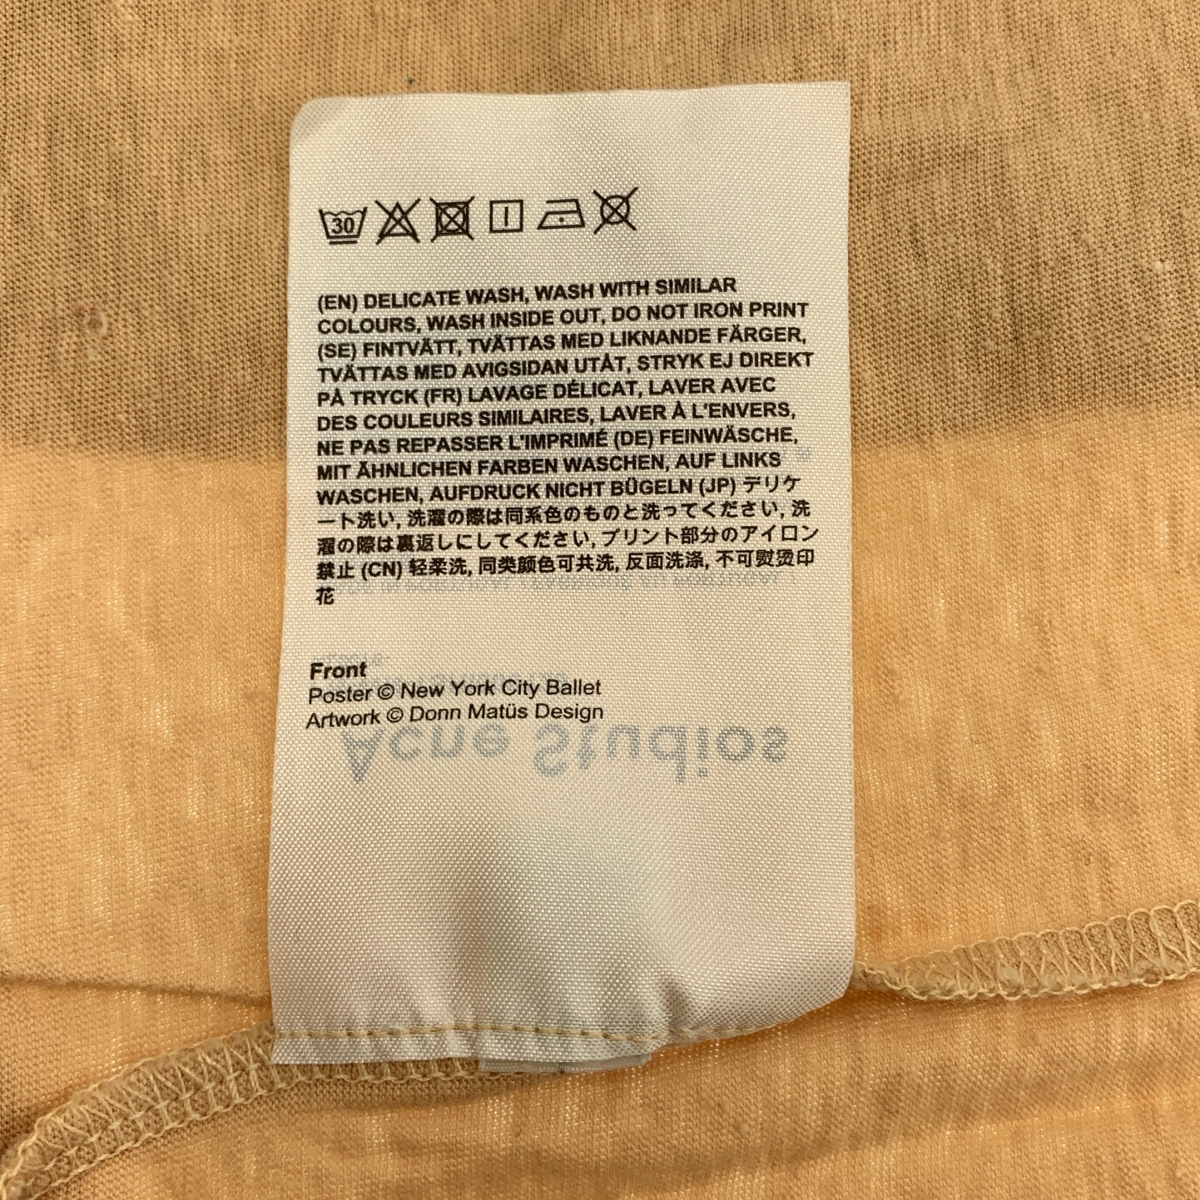 30
(EN) DELICATE WASH, WASH WITH SIMILAR
COLOURS, WASH INSIDE OUT, DO NOT IRON PRINT
(SE) FINTVÄTT, TVÄTTAS MED LIKNANDE FÄRGER,
TVÄTTAS MED AVIGSIDAN UTÅT, STRYK EJ DIREKT
PÅ TRYCK (FR) LAVAGE DÉLICAT, LAVER AVEC
DES COULEURS SIMILAIRES, LAVER À L'ENVERS,
NE PAS REPASSER L'IMPRIMÉ (DE) FEINWÄSCHE,
MIT ÄHNLICHEN FARBEN WASCHEN, AUF LINKS
WASCHEN, AUFDRUCK NICHT BÜGELN (JP) デリケ
ート洗い, 洗濯の際は同系色のものと洗ってください, 洗
濯の際は裏返しにしてください, プリント部分のアイロン
禁止 (CN) 轻柔洗, 同类颜色可共洗, 反面洗涤, 不可熨烫印
花
Front
Poster © New York City Ballet
Artwork © Donn Matüs Design
Acne Studios